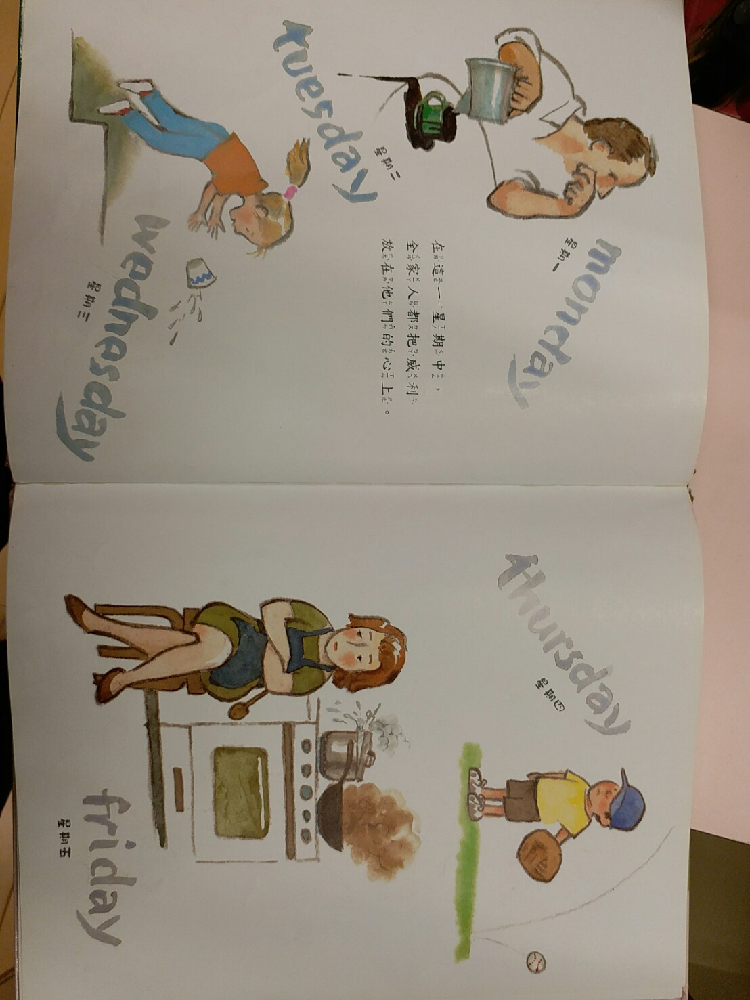 monday
星期一
tuesday
星期二
wednesday
星期三
在這一星期中，
全家人都把威利
放在他們的心上。
thursday
星期四
friday
星期五